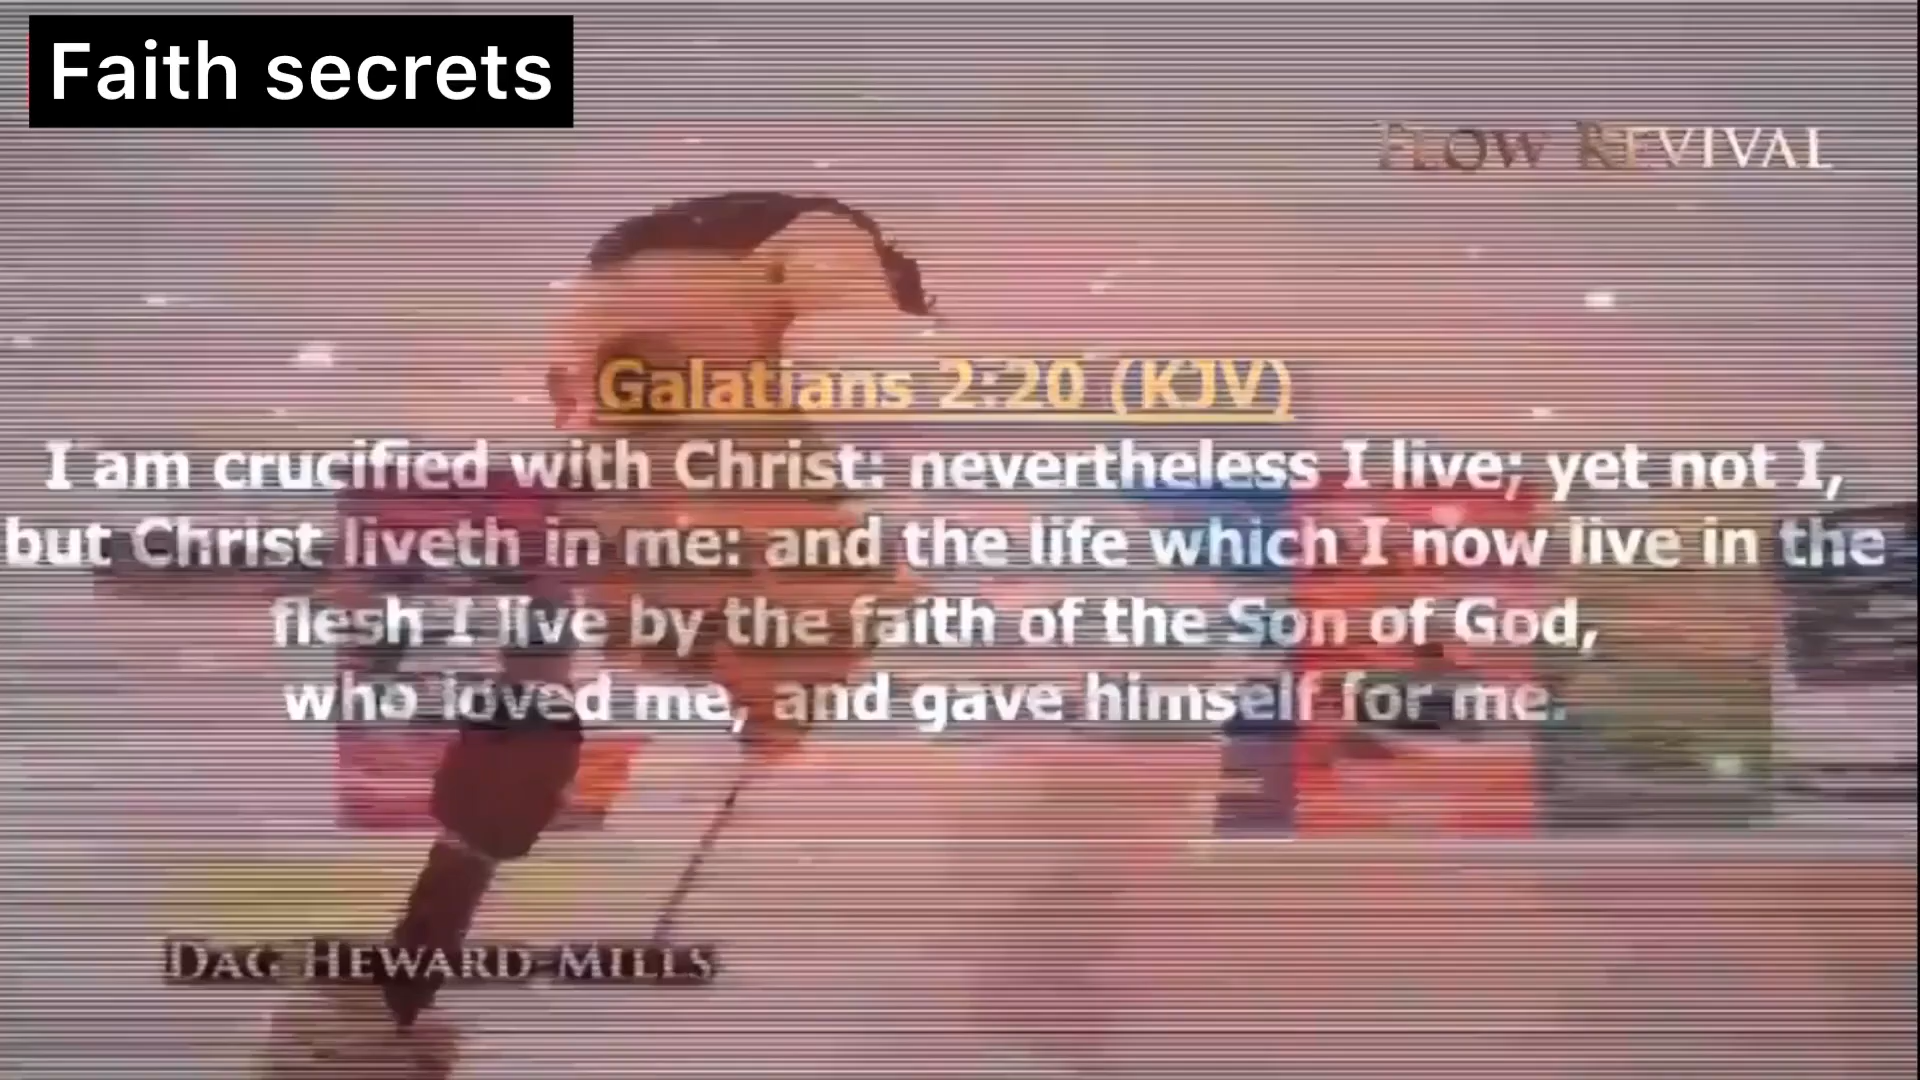 Faith secrets
FLOW REVIVAL
Galatians 2:20 (KJV)
I am crucified with Christ: nevertheless I live; yet not I,
but Christ liveth in me: and the life which I now live in the
flesh I live by the faith of the Son of God,
who loved me, and gave himself for me.
DAG HEWARD-MILLS